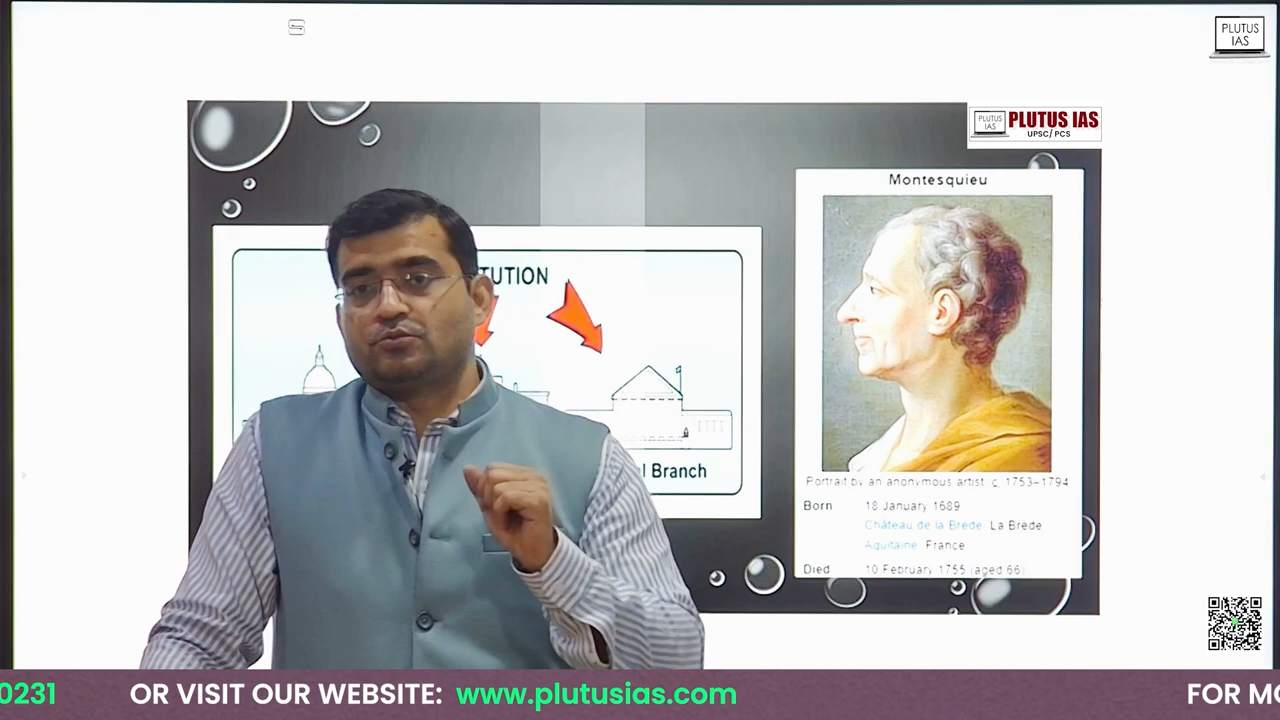 PLUTUS
IAS
PLUTUS
IAS
PLUTUS IAS
UPSC/ PCS
Montesquieu
TUTION
l Branch
Portrait by an anonymous artist c. 1753–1794
Born 18 January 1689
Château de la Brède, La Brède
Aquitaine, France
Died 10 February 1755 (aged 66)
0231 OR VISIT OUR WEBSITE: www.plutusias.com FOR MO